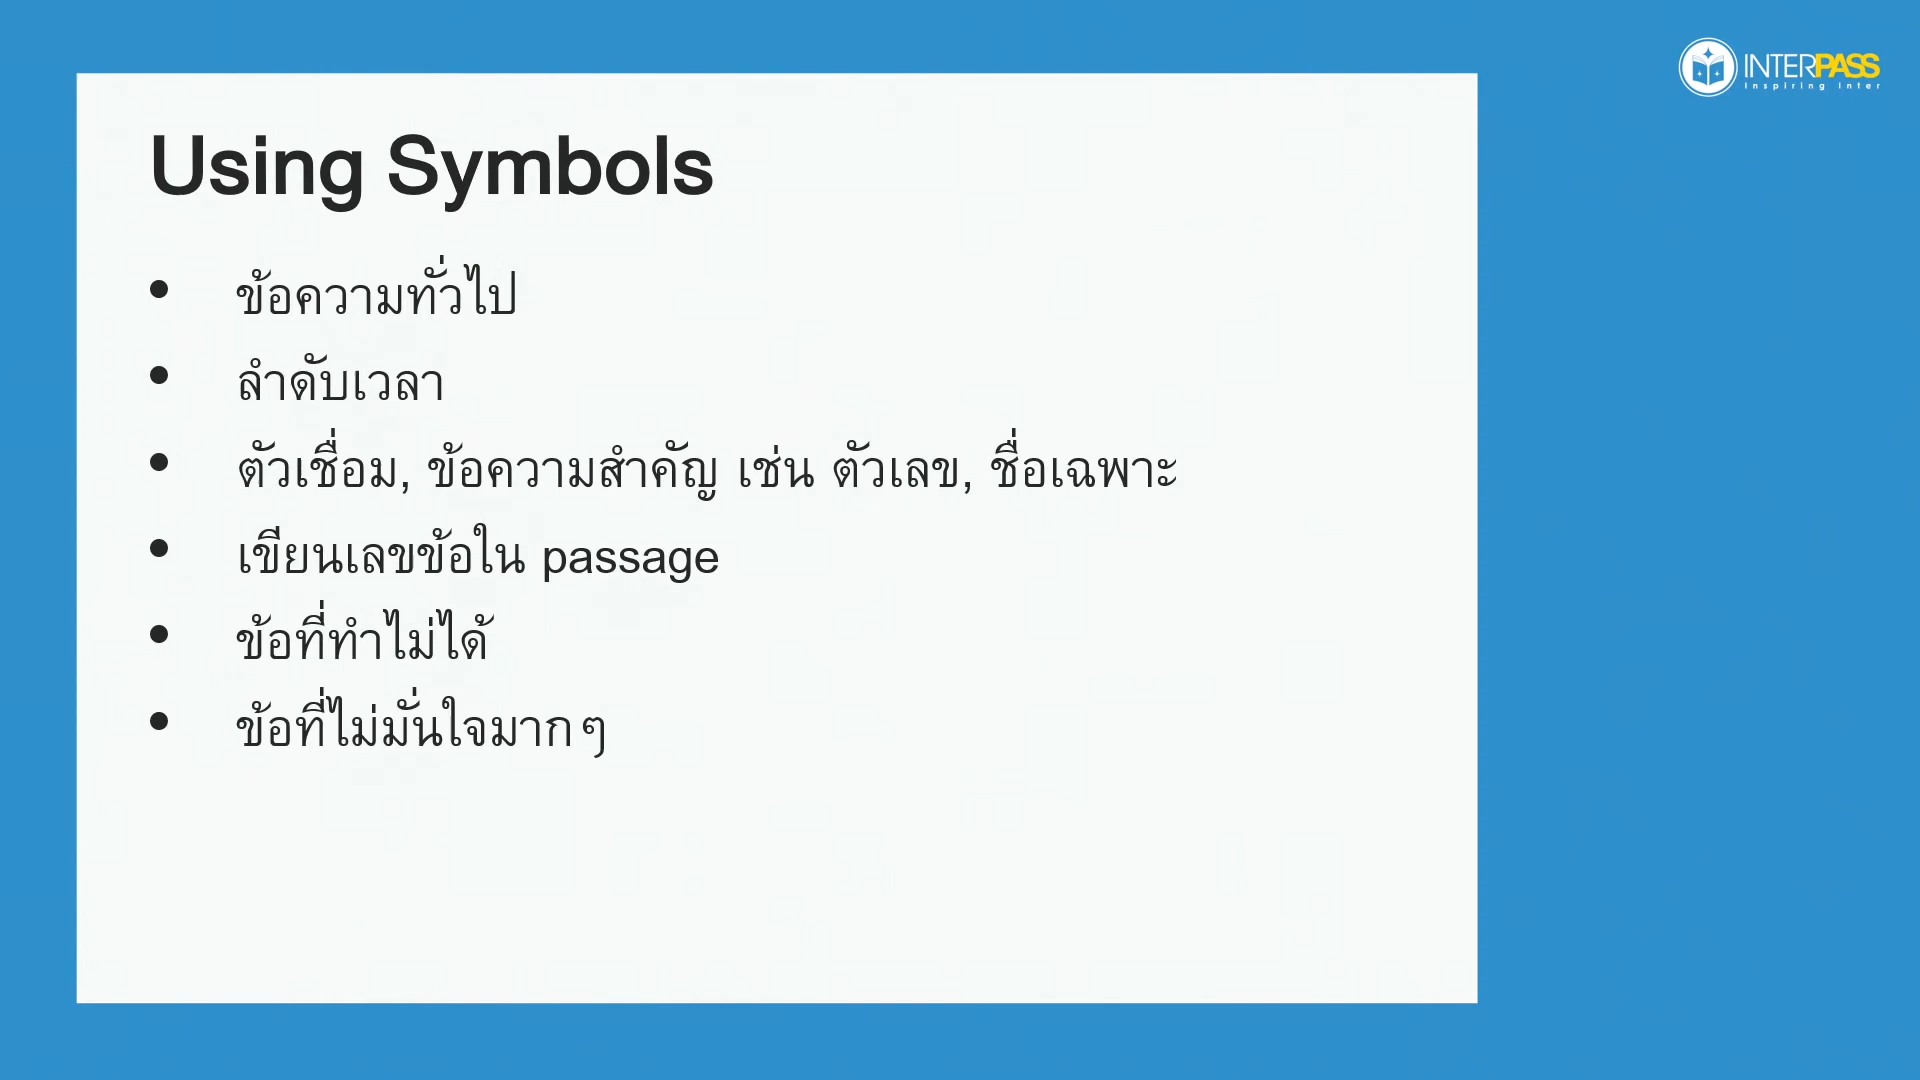 INTERPASS
Inspiring Inter
Using Symbols
• ข้อความทั่วไป
• ลำดับเวลา
• ตัวเชื่อม, ข้อความสำคัญ เช่น ตัวเลข, ชื่อเฉพาะ
• เขียนเลขข้อใน passage
• ข้อที่ทำไม่ได้
• ข้อที่ไม่มั่นใจมากๆ